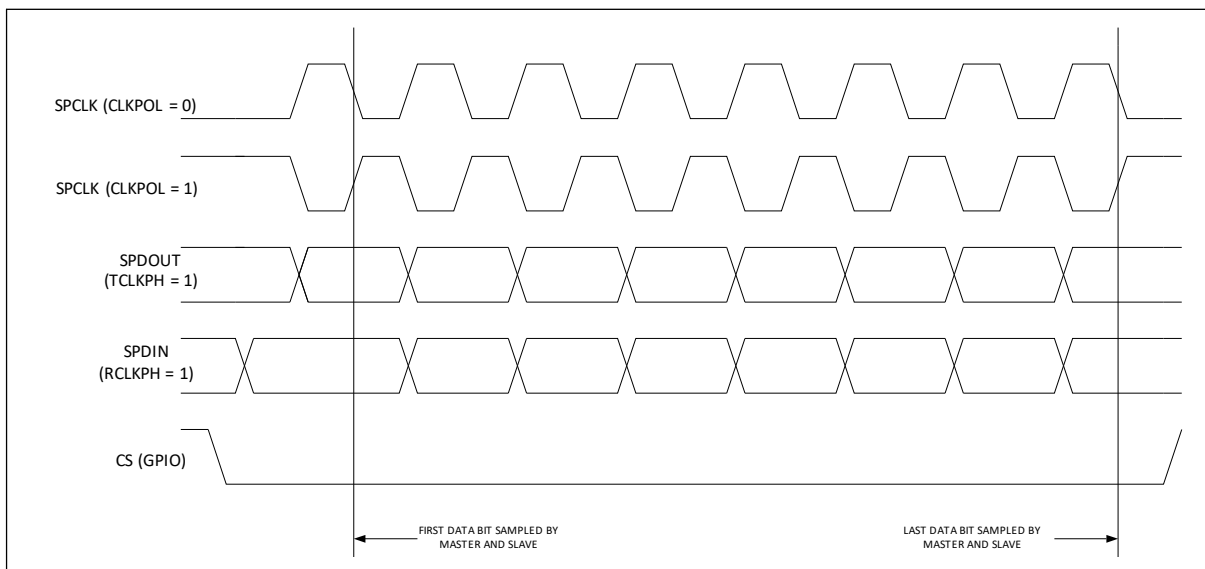 SPCLK (CLKPOL = 0)
SPCLK (CLKPOL = 1)
SPDOUT
(TCLKPH = 1)
SPDIN
(RCLKPH = 1)
CS (GPIO)
FIRST DATA BIT SAMPLED BY
MASTER AND SLAVE
LAST DATA BIT SAMPLED BY
MASTER AND SLAVE